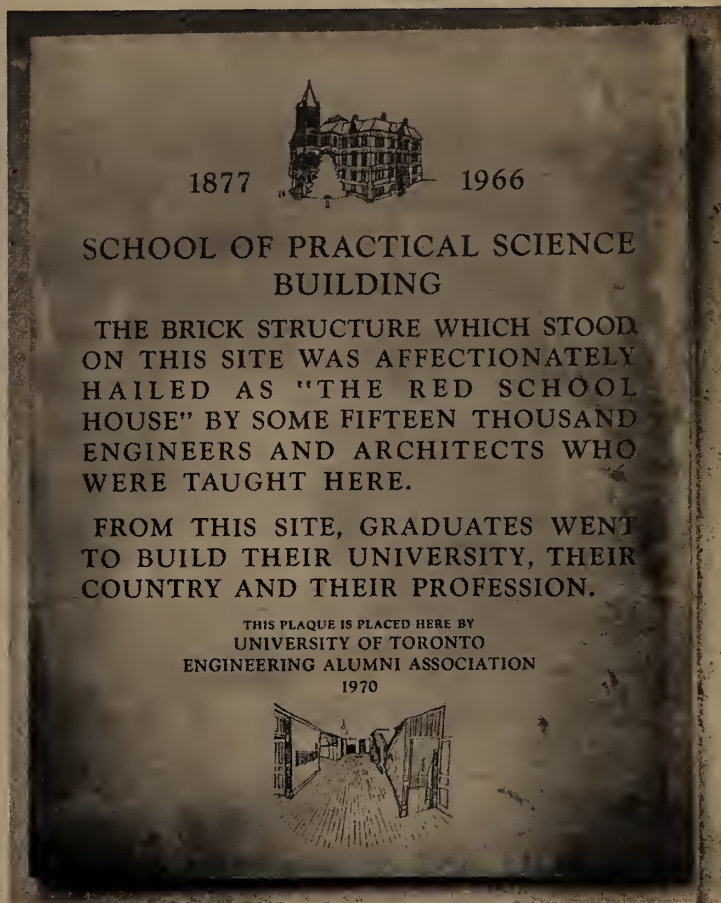 1877 1966
SCHOOL OF PRACTICAL SCIENCE
BUILDING
THE BRICK STRUCTURE WHICH STOOD
ON THIS SITE WAS AFFECTIONATELY
HAILED AS "THE RED SCHOOL
HOUSE" BY SOME FIFTEEN THOUSAND
ENGINEERS AND ARCHITECTS WHO
WERE TAUGHT HERE.
FROM THIS SITE, GRADUATES WENT
TO BUILD THEIR UNIVERSITY, THEIR
COUNTRY AND THEIR PROFESSION.
THIS PLAQUE IS PLACED HERE BY
UNIVERSITY OF TORONTO
ENGINEERING ALUMNI ASSOCIATION
1970